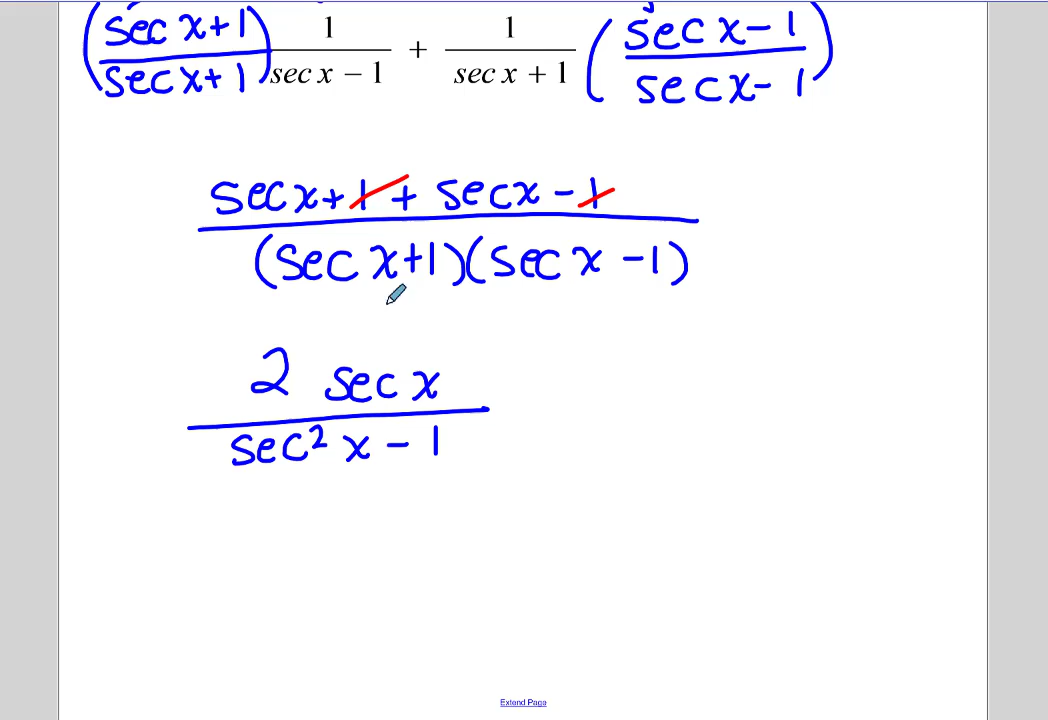 (sec x+1) 1 + 1 (sec x - 1)
(sec x+1) sec x − 1 sec x + 1 (sec x - 1)
sec x + 1 + sec x - 1
(sec x+1)(sec x - 1)
2 sec x
sec² x - 1
Extend Page